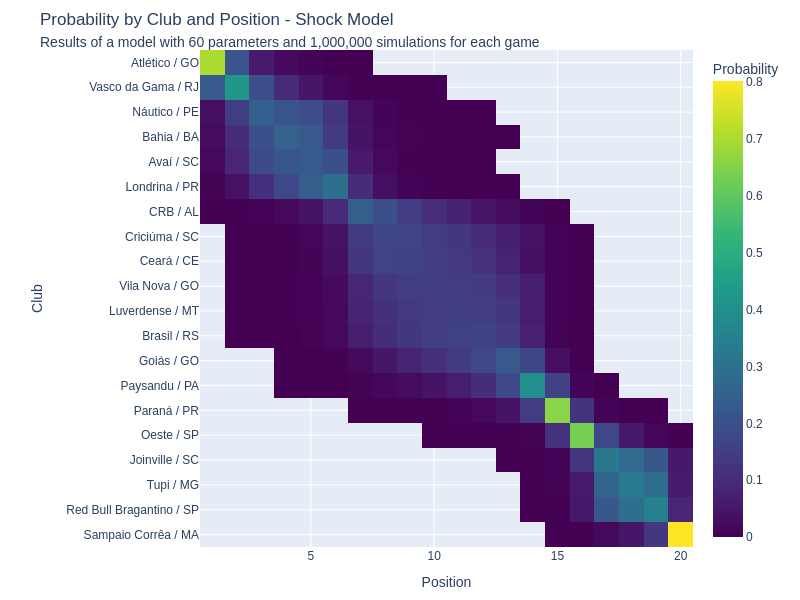 Probability by Club and Position - Shock Model
Results of a model with 60 parameters and 1,000,000 simulations for each game
Probability
0.8
0.7
0.6
0.5
0.4
0.3
0.2
0.1
0
Club
Atlético / GO
Vasco da Gama / RJ
Náutico / PE
Bahia / BA
Avaí / SC
Londrina / PR
CRB / AL
Criciúma / SC
Ceará / CE
Vila Nova / GO
Luverdense / MT
Brasil / RS
Goiás / GO
Paysandu / PA
Paraná / PR
Oeste / SP
Joinville / SC
Tupi / MG
Red Bull Bragantino / SP
Sampaio Corrêa / MA
5 10 15 20
Position